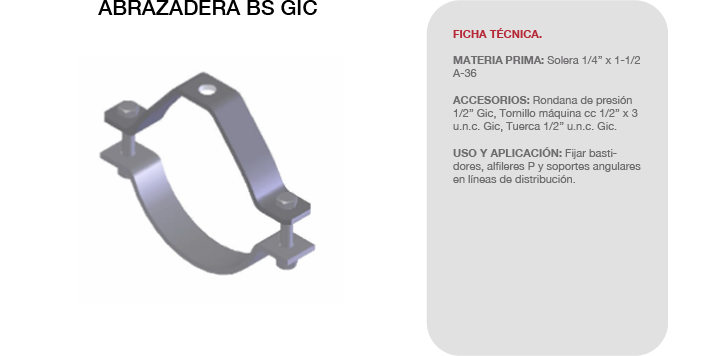 ABRAZADERA BS GIC
FICHA TÉCNICA.
MATERIA PRIMA: Solera 1/4” x 1-1/2
A-36
ACCESORIOS: Rondana de presión
1/2” Gic, Tornillo máquina cc 1/2” x 3
u.n.c. Gic, Tuerca 1/2” u.n.c. Gic.
USO Y APLICACIÓN: Fijar basti-
dores, alfileres P y soportes angulares
en líneas de distribución.